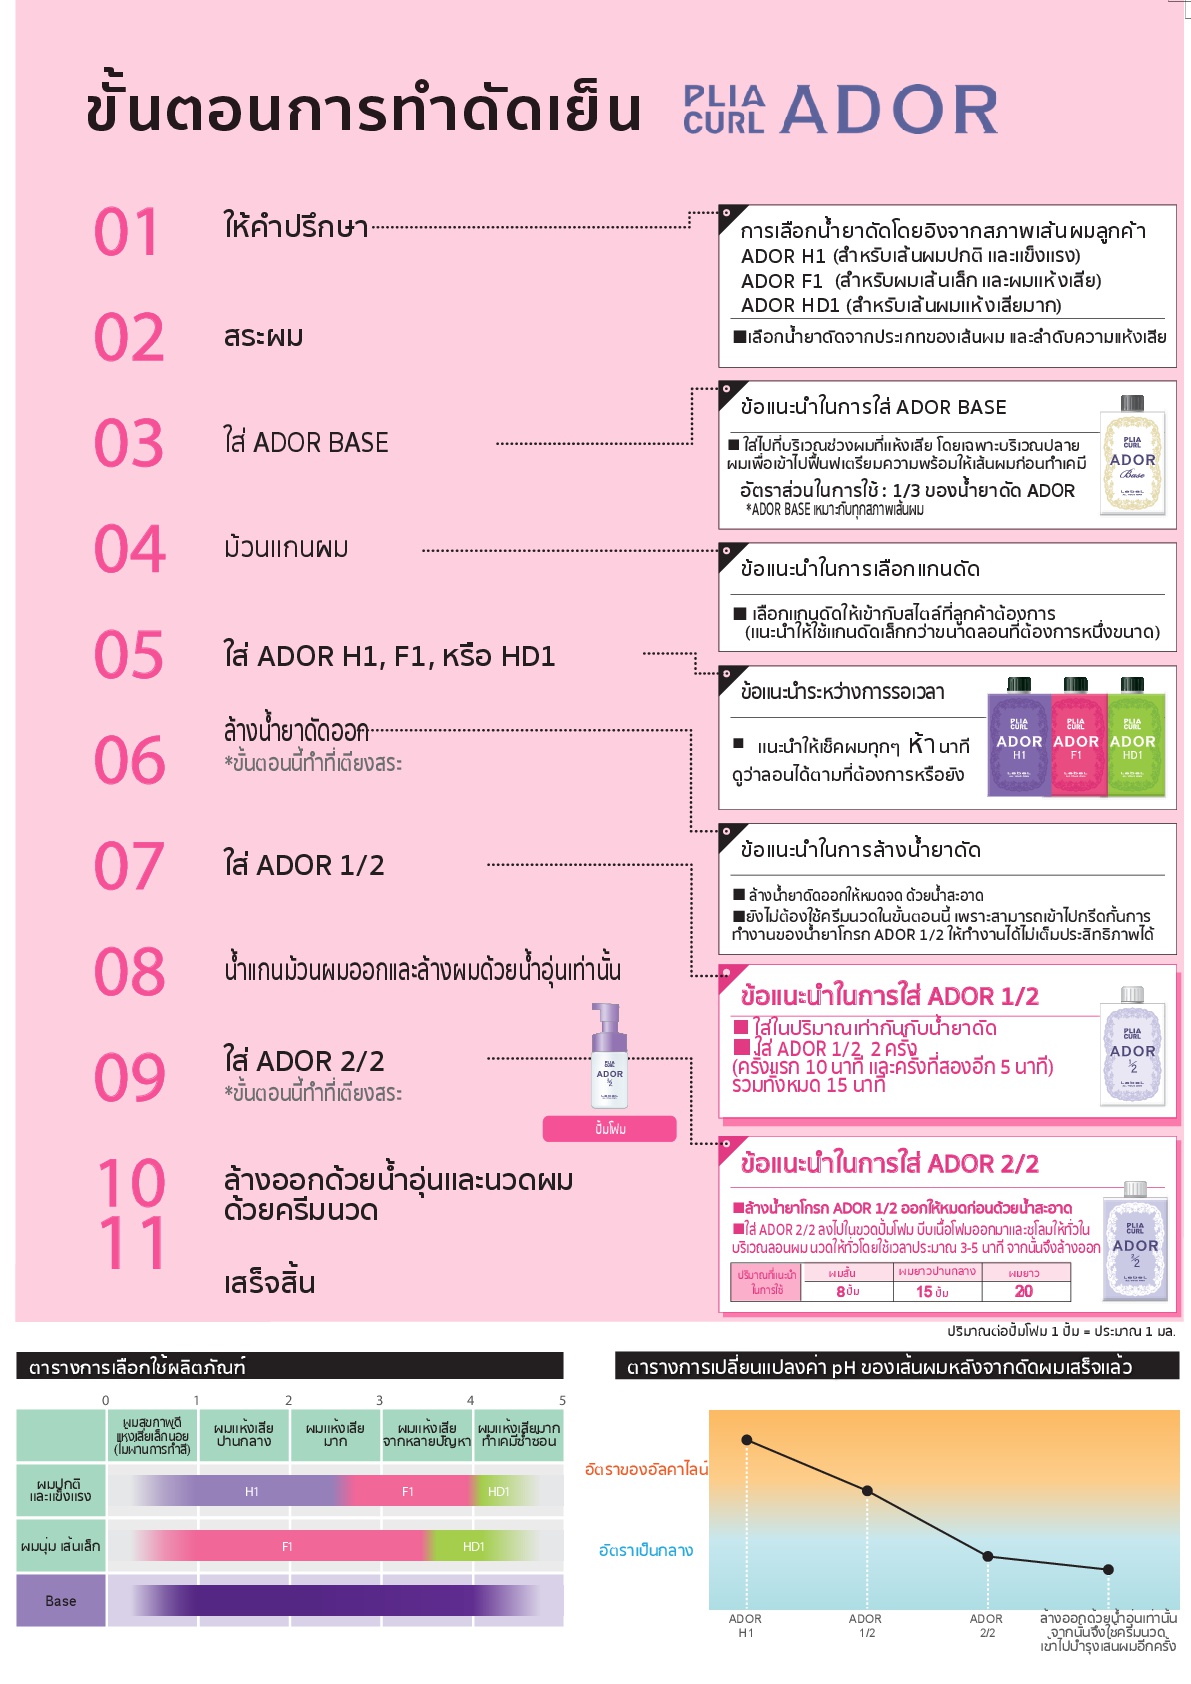 ขั้นตอนการทำดัดเย็น
PLIA CURL ADOR
01
ให้คำปรึกษา
02
สระผม
03
ใส่ ADOR BASE
04
ม้วนแกนผม
05
ใส่ ADOR H1, F1, หรือ HD1
06
ล้างน้ำยาดัดออก
*ขั้นตอนนี้ทำที่เตียงสระ
07
ใส่ ADOR 1/2
08
นำแกนม้วนผมออกและล้างผมด้วยน้ำอุ่นเท่านั้น
09
ใส่ ADOR 2/2
*ขั้นตอนนี้ทำที่เตียงสระ
PLIA
CURL
ADOR
½
LebeL
ปั๊มโฟม
10
ล้างออกด้วยน้ำอุ่นและนวดผม
ด้วยครีมนวด
11
เสร็จสิ้น
การเลือกน้ำยาดัดโดยอิงจากสภาพเส้นผมลูกค้า
ADOR H1 (สำหรับเส้นผมปกติ และแข็งแรง)
ADOR F1 (สำหรับผมเส้นเล็ก และผมแห้งเสีย)
ADOR HD1 (สำหรับเส้นผมแห้งเสียมาก)
■เลือกน้ำยาดัดจากประเภทของเส้นผม และลำดับความแห้งเสีย
ข้อแนะนำในการใส่ ADOR BASE
■ ใส่ไปที่บริเวณช่วงผมที่แห้งเสีย โดยเฉพาะบริเวณปลาย
ผมเพื่อเข้าไปฟื้นฟูเตรียมความพร้อมให้เส้นผมก่อนทำเคมี
อัตราส่วนในการใช้ : 1/3 ของน้ำยาดัด ADOR
*ADOR BASE เหมาะกับทุกสภาพเส้นผม
PLIA
CURL
ADOR
Base
LebeL
ข้อแนะนำในการเลือกแกนดัด
■ เลือกแกนดัดให้เข้ากับสไตล์ที่ลูกค้าต้องการ
(แนะนำให้ใช้แกนดัดเล็กกว่าขนาดลอนที่ต้องการหนึ่งขนาด)
ข้อแนะนำระหว่างการรอเวลา
■ แนะนำให้เช็คผมทุกๆ ห้า นาที
ดูว่าลอนได้ตามที่ต้องการหรือยัง
PLIA CURL PLIA CURL PLIA CURL
ADOR ADOR ADOR
H1 F1 HD1
LebeL LebeL LebeL
ข้อแนะนำในการล้างน้ำยาดัด
■ ล้างน้ำยาดัดออกให้หมดจด ด้วยน้ำสะอาด
■ยังไม่ต้องใช้ครีมนวดในขั้นตอนนี้ เพราะสามารถเข้าไปกรีดกั้นการ
ทำงานของน้ำยาโกรก ADOR 1/2 ให้ทำงานได้ไม่เต็มประสิทธิภาพได้
ข้อแนะนำในการใส่ ADOR 1/2
■ ใส่ในปริมาณเท่ากันกับน้ำยาดัด
■ ใส่ ADOR 1/2 2 ครั้ง
(ครั้งแรก 10 นาที และครั้งที่สองอีก 5 นาที)
รวมทั้งหมด 15 นาที
PLIA
CURL
ADOR
½
LebeL
ข้อแนะนำในการใส่ ADOR 2/2
■ล้างน้ำยาโกรก ADOR 1/2 ออกให้หมดก่อนด้วยน้ำสะอาด
■ใส่ ADOR 2/2 ลงไปในขวดปั๊มโฟม บีบเนื้อโฟมออกมาและชโลมให้ทั่วใน
บริเวณลอนผม นวดให้ทั่วโดยใช้เวลาประมาณ 3-5 นาที จากนั้นจึงล้างออก
ปริมาณที่แนะนำ
ในการใช้
ผมสั้น ผมยาวปานกลาง ผมยาว
8 ปั๊ม 15 ปั๊ม 20
PLIA
CURL
ADOR
2/2
LebeL
ปริมาณต่อปั๊มโฟม 1 ปั๊ม = ประมาณ 1 มล.
ตารางการเลือกใช้ผลิตภัณฑ์
0 1 2 3 4 5
ผมสุขภาพดี
แห้งเสียเล็กน้อย
(ไม่ผ่านการทำสี)
ผมแห้งเสีย
ปานกลาง
ผมแห้งเสีย
มาก
ผมแห้งเสีย
จากหลายปัญหา
ผมแห้งเสียมาก
ทำเคมีซ้ำซ้อน
ผมปกติ
และแข็งแรง
H1 F1 HD1
ผมนุ่ม เส้นเล็ก
F1 HD1
Base
ตารางการเปลี่ยนแปลงค่า pH ของเส้นผมหลังจากดัดผมเสร็จแล้ว
อัตราของอัลคาไลน์
อัตราเป็นกลาง
ADOR
H1
ADOR
1/2
ADOR
2/2
ล้างออกด้วยน้ำอุ่นเท่านั้น
จากนั้นจึงใช้ครีมนวด
เข้าไปบำรุงเส้นผมอีกครั้ง